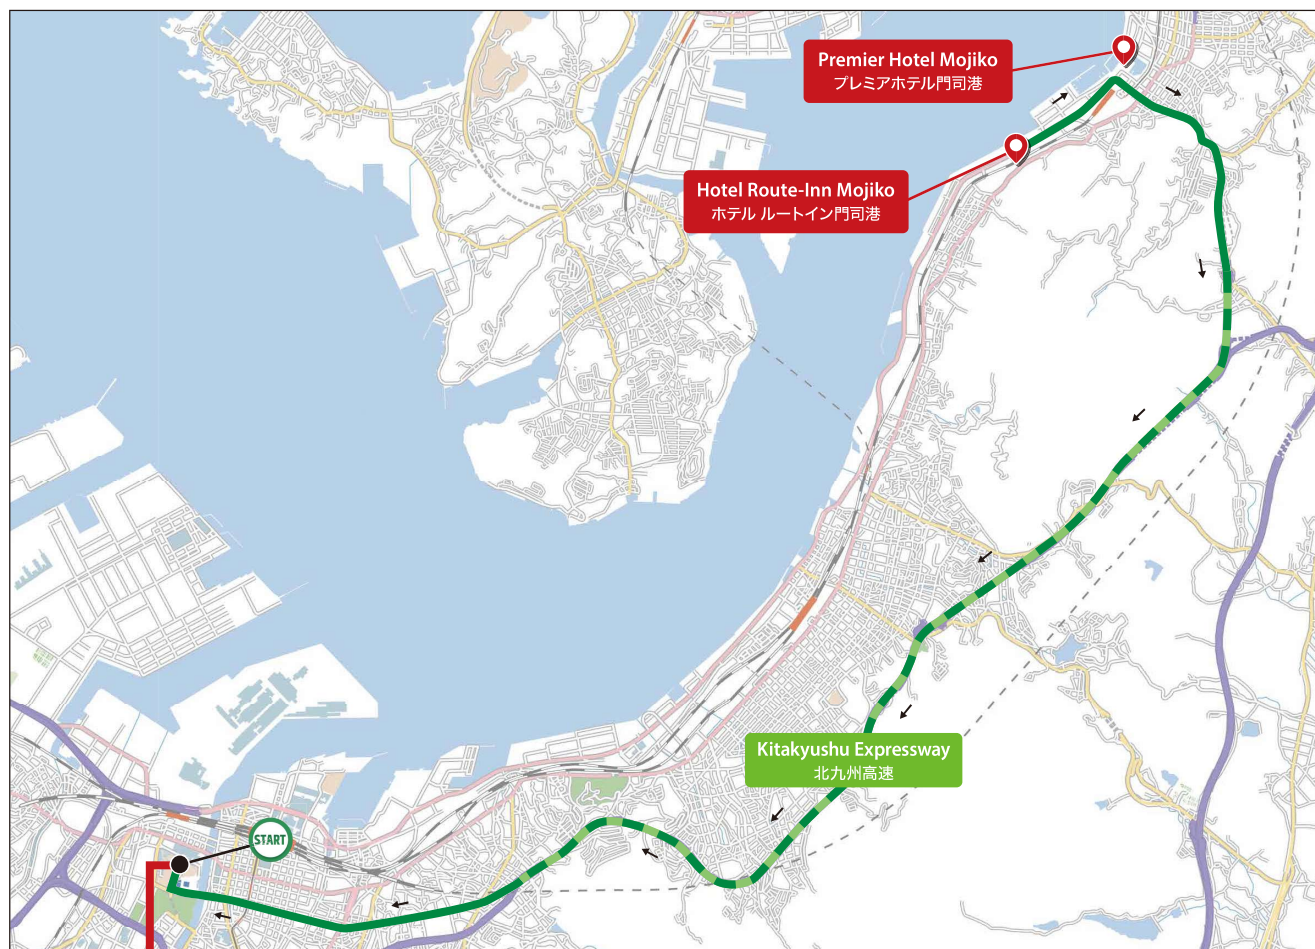 Premier Hotel Mojiko
プレミアホテル門司港
Hotel Route-Inn Mojiko
ホテル ルートイン門司港
Kitakyushu Expressway
北九州高速
START